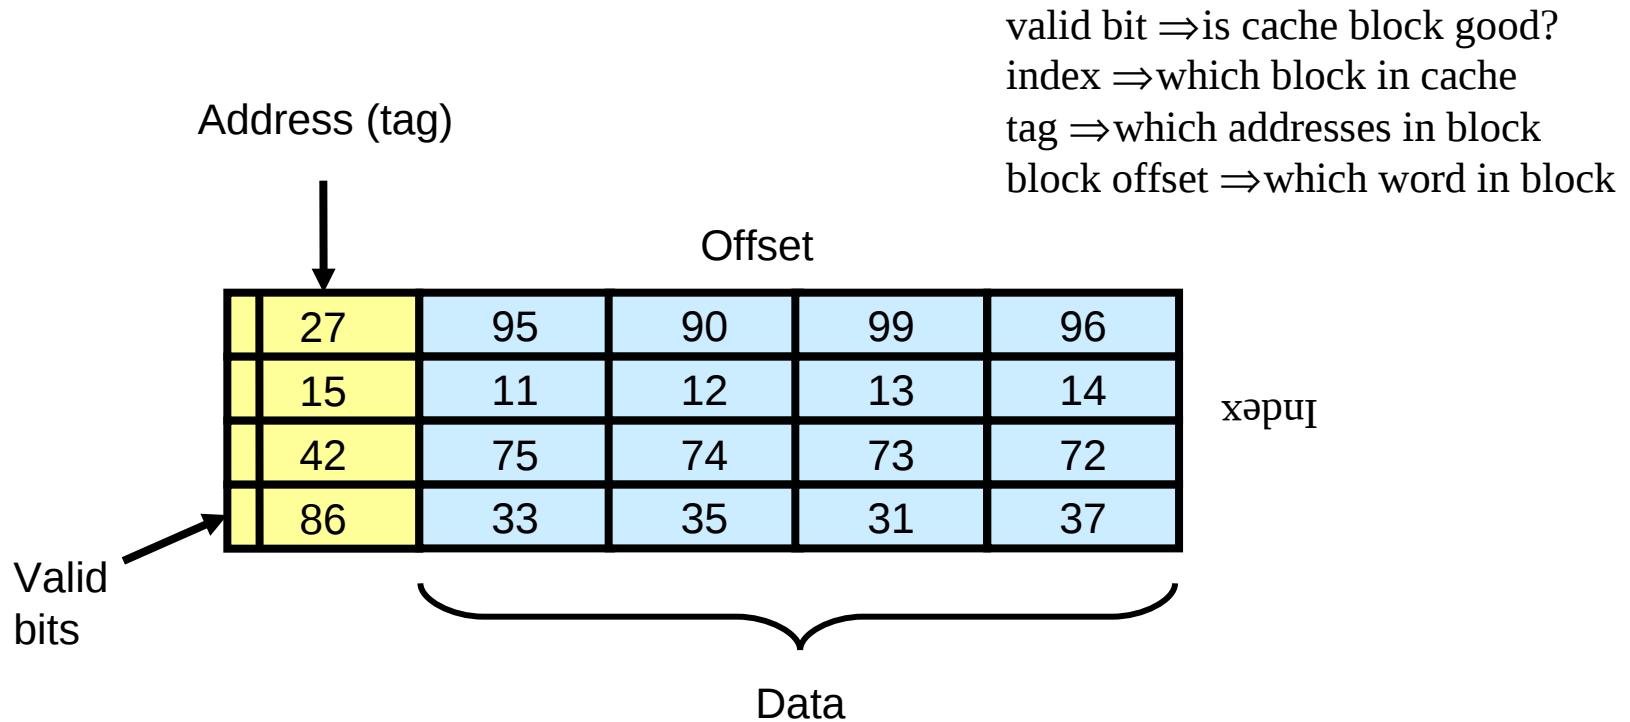 valid bit ⇒is cache block good?
index ⇒which block in cache
tag ⇒which addresses in block
block offset ⇒which word in block
Address (tag)
Offset
27 95 90 99 96
15 11 12 13 14
42 75 74 73 72
86 33 35 31 37
Index
Valid
bits
Data